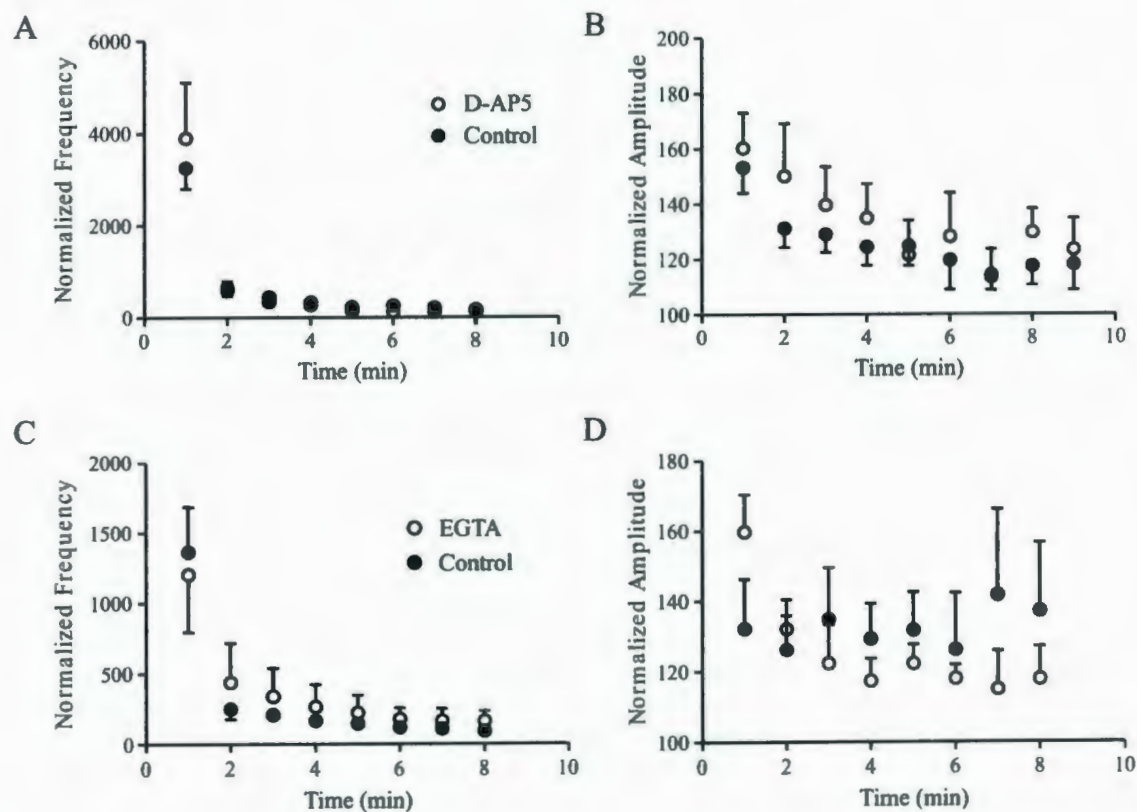 A
Normalized Frequency
6000
4000
2000
0
0 2 4 6 8 10
Time (min)
D-AP5
Control
B
Normalized Amplitude
200
180
160
140
120
100
0 2 4 6 8 10
Time (min)
C
Normalized Frequency
2000
1500
1000
500
0
0 2 4 6 8 10
Time (min)
EGTA
Control
D
Normalized Amplitude
180
160
140
120
100
0 2 4 6 8 10
Time (min)